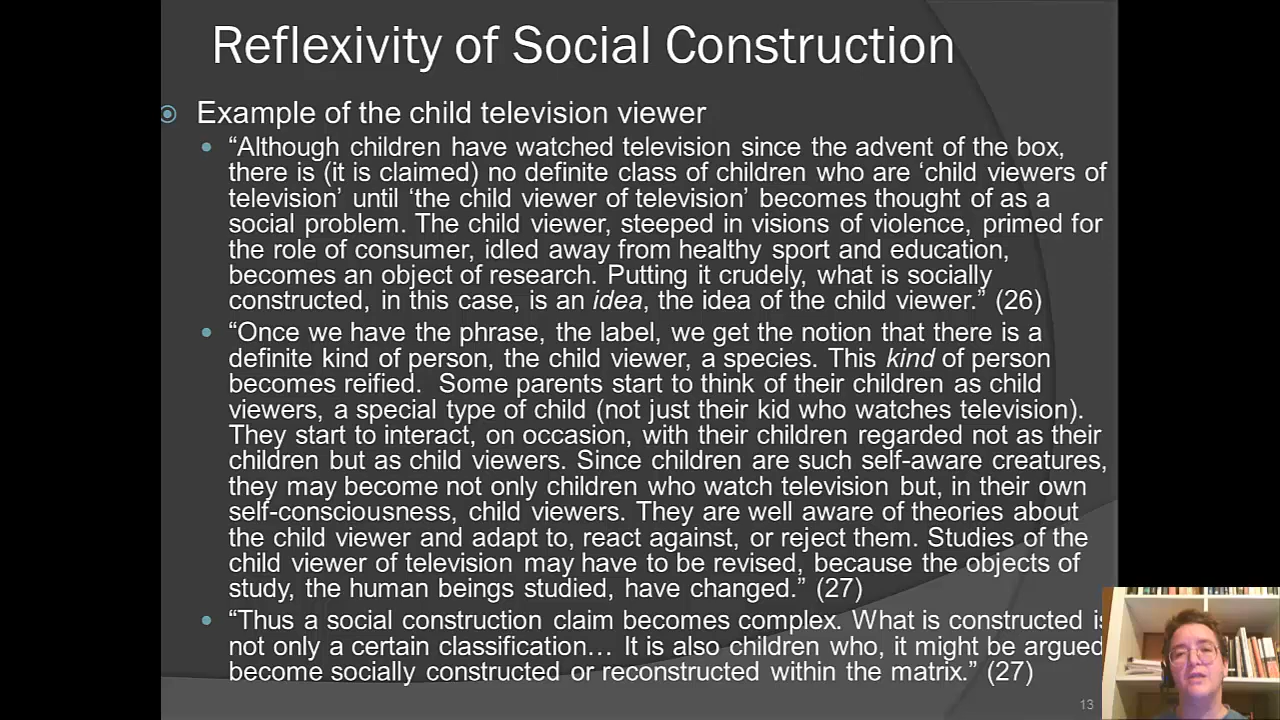 Reflexivity of Social Construction
Example of the child television viewer
“Although children have watched television since the advent of the box,
there is (it is claimed) no definite class of children who are ‘child viewers of
television’ until ‘the child viewer of television’ becomes thought of as a
social problem. The child viewer, steeped in visions of violence, primed for
the role of consumer, idled away from healthy sport and education,
becomes an object of research. Putting it crudely, what is socially
constructed, in this case, is an idea, the idea of the child viewer.” (26)
“Once we have the phrase, the label, we get the notion that there is a
definite kind of person, the child viewer, a species. This kind of person
becomes reified.  Some parents start to think of their children as child
viewers, a special type of child (not just their kid who watches television).
They start to interact, on occasion, with their children regarded not as their
children but as child viewers. Since children are such self-aware creatures,
they may become not only children who watch television but, in their own
self-consciousness, child viewers. They are well aware of theories about
the child viewer and adapt to, react against, or reject them. Studies of the
child viewer of television may have to be revised, because the objects of
study, the human beings studied, have changed.” (27)
“Thus a social construction claim becomes complex. What is constructed is
not only a certain classification… It is also children who, it might be argued
become socially constructed or reconstructed within the matrix.” (27)
13